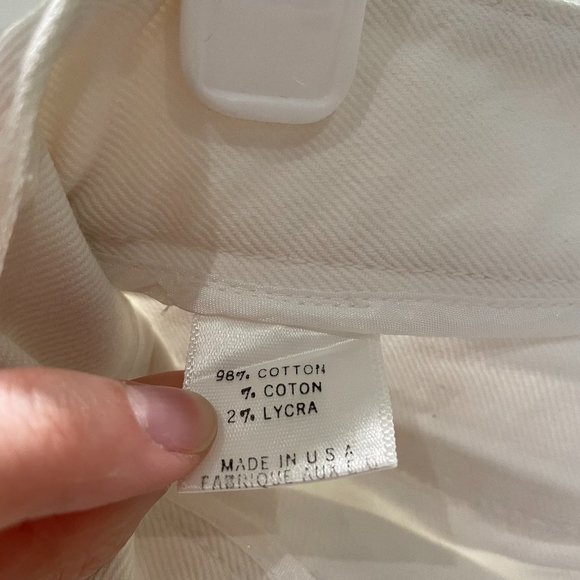 98% COTTON
% COTON
2% LYCRA
MADE IN U S A
FABRIQUE AUX E U